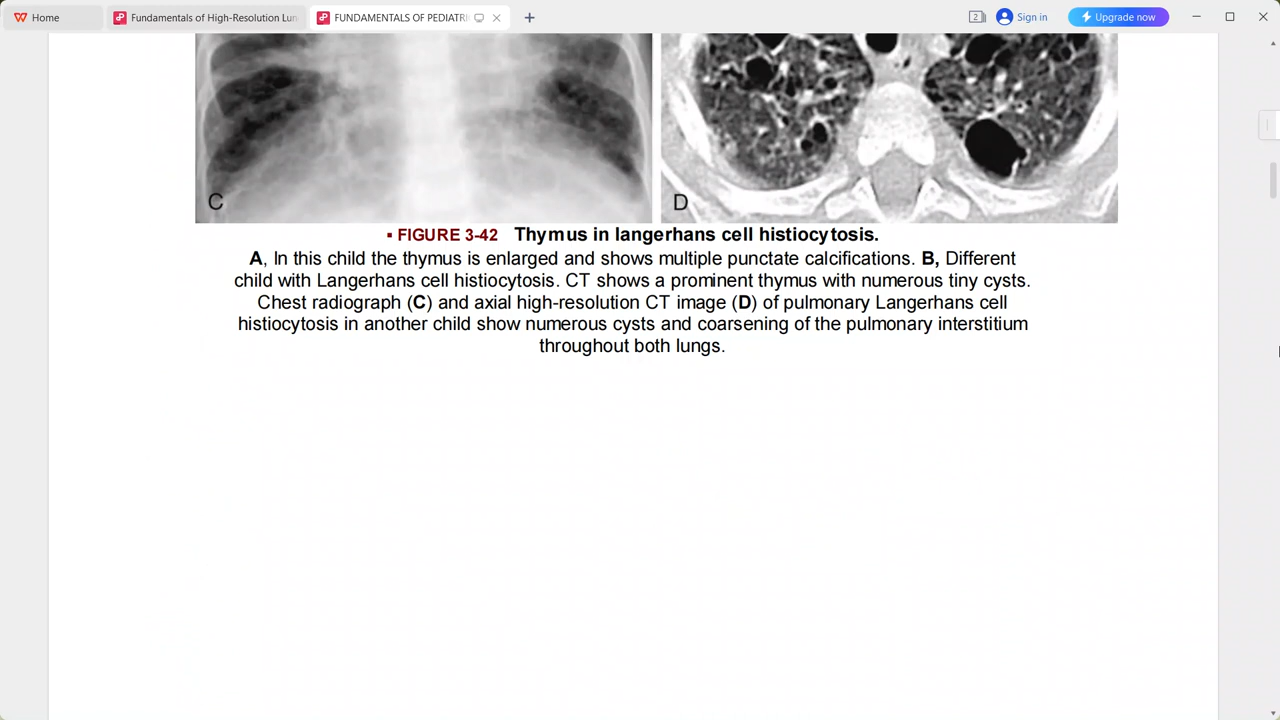 Home
Fundamentals of High-Resolution Lun
FUNDAMENTALS OF PEDIATRI
2
Sign in
Upgrade now
C
D
▪ FIGURE 3-42 Thymus in langerhans cell histiocytosis.
A, In this child the thymus is enlarged and shows multiple punctate calcifications. B, Different
child with Langerhans cell histiocytosis. CT shows a prominent thymus with numerous tiny cysts.
Chest radiograph (C) and axial high-resolution CT image (D) of pulmonary Langerhans cell
histiocytosis in another child show numerous cysts and coarsening of the pulmonary interstitium
throughout both lungs.